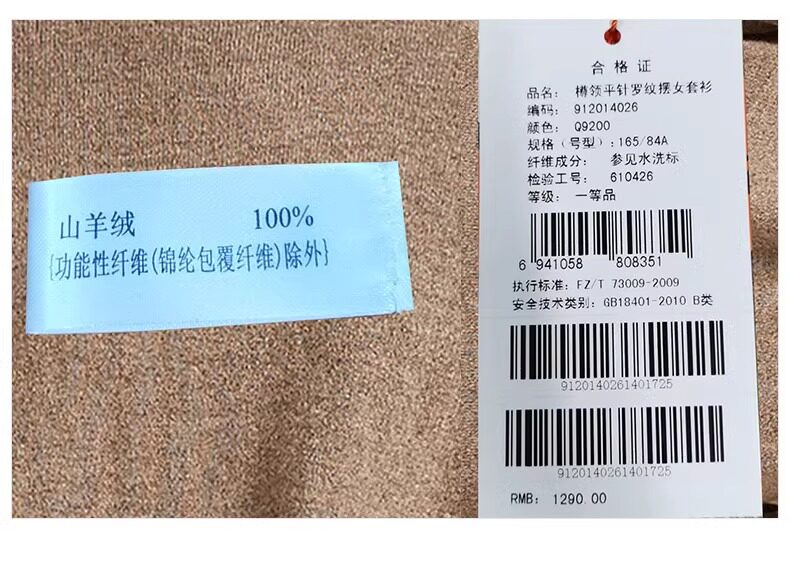 山羊绒 100%
{功能性纤维(锦纶包覆纤维)除外}
合格证
品名: 樽领平针罗纹摆女套衫
编码: 912014026
颜色: Q9200
规格(号型): 165/84A
纤维成分: 参见水洗标
检验工号: 610426
等级: 一等品
6 941058 808351
执行标准: FZ/T 73009-2009
安全技术类别: GB18401-2010 B类
9120140261401725
9120140261401725
RMB: 1290.00